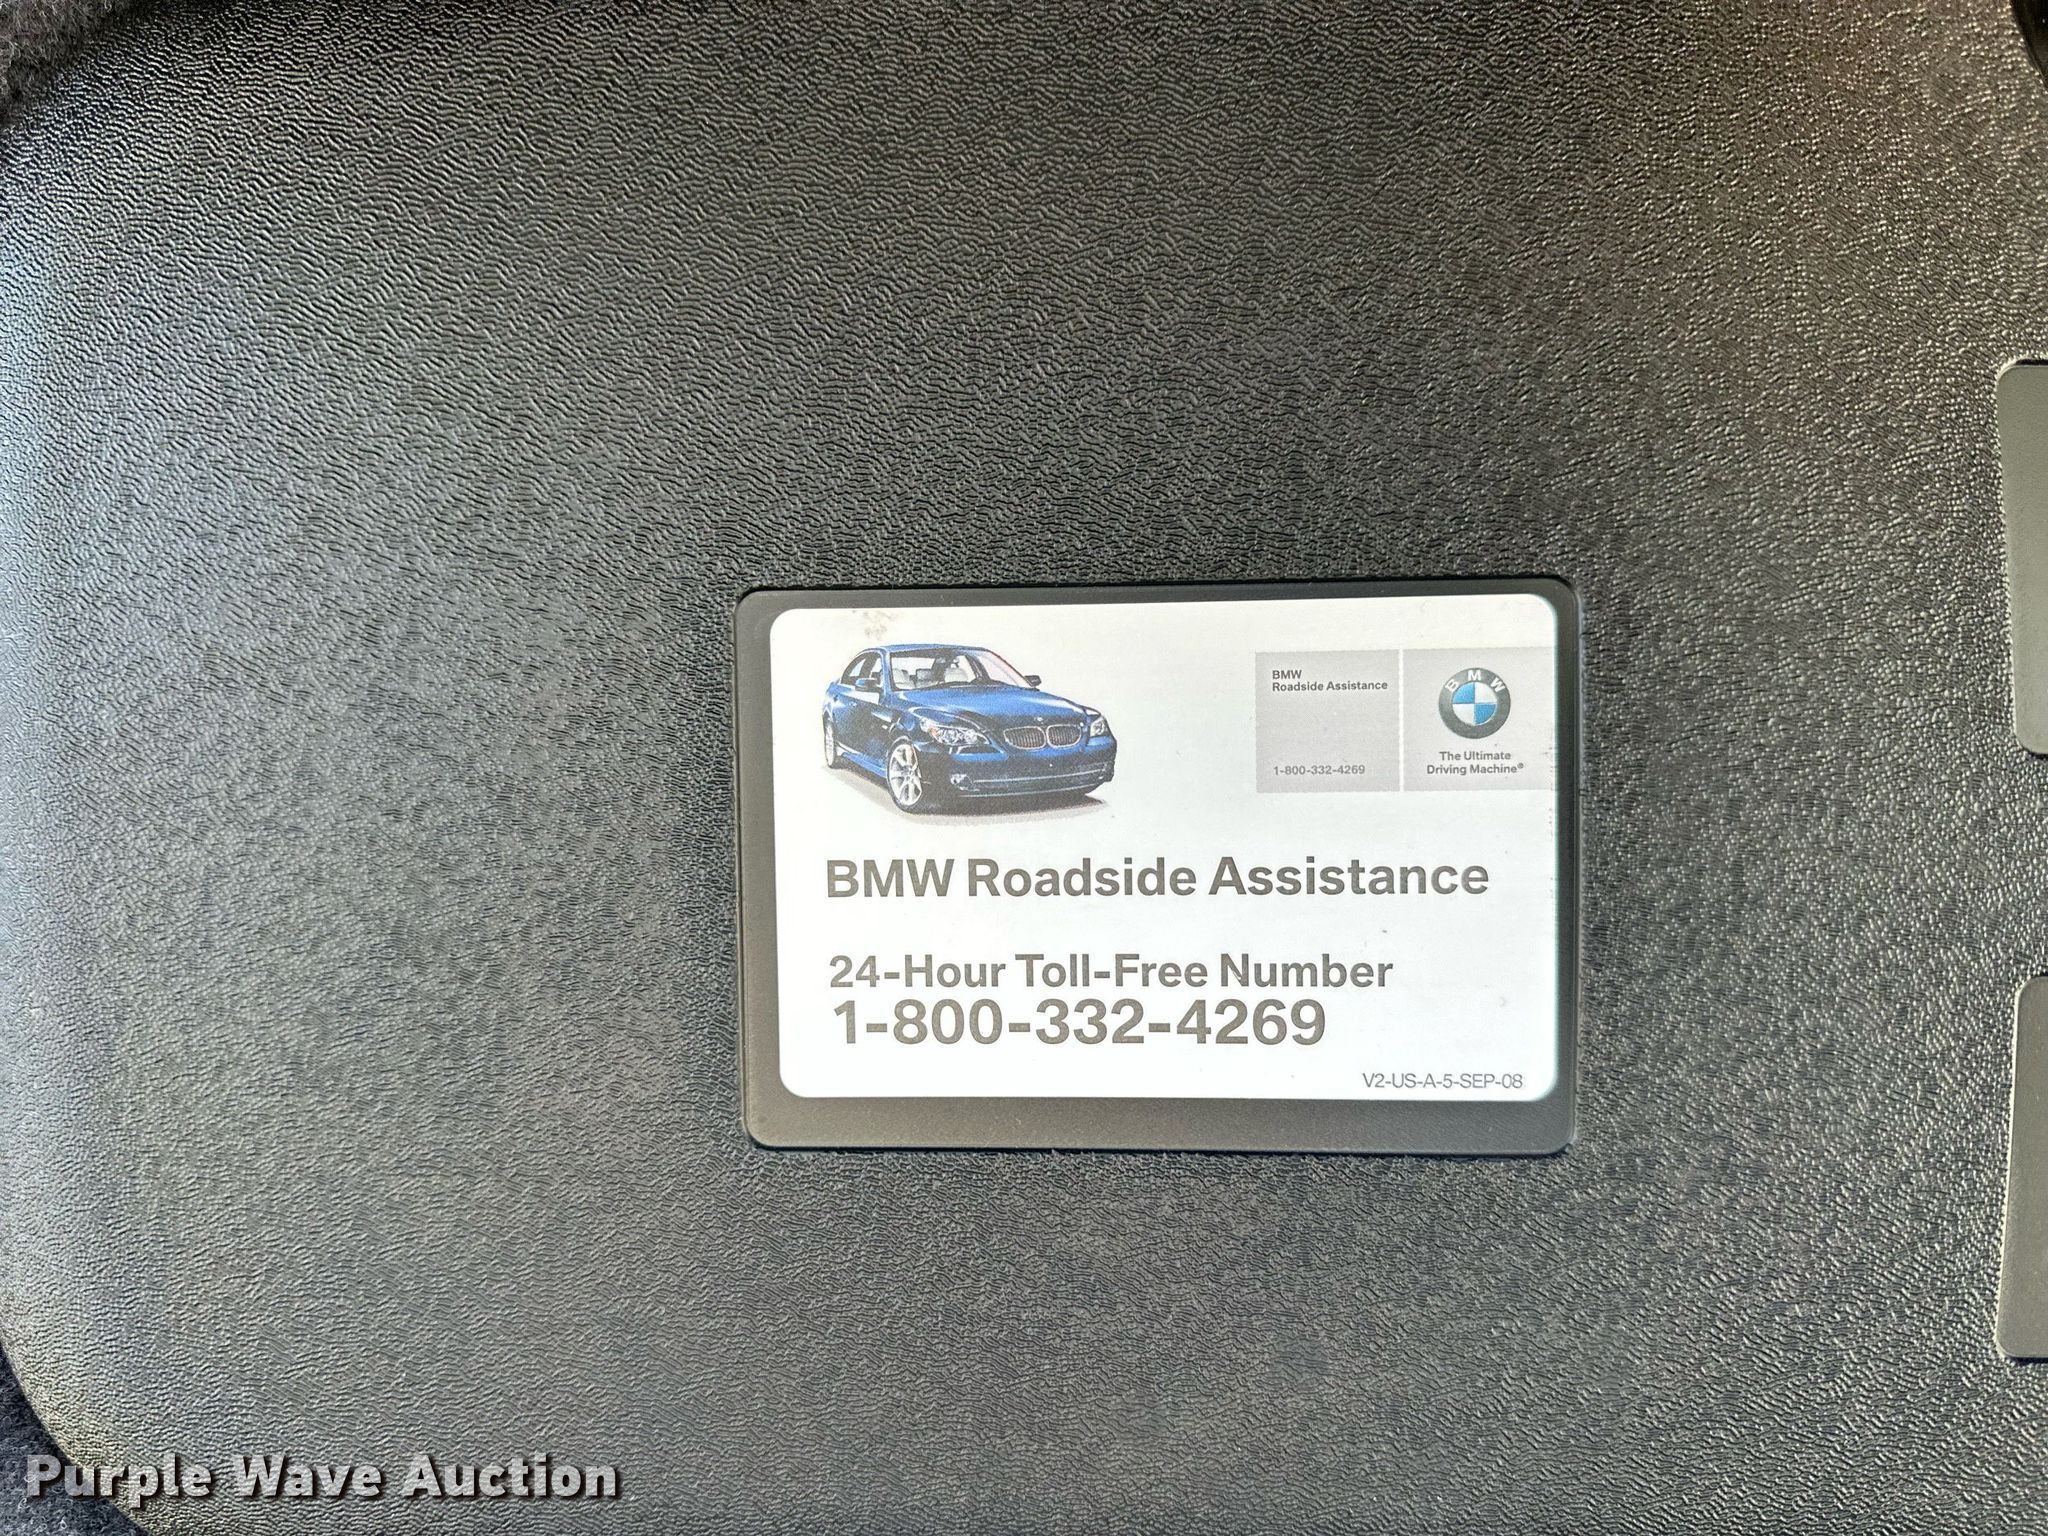 BMW
Roadside Assistance
1-800-332-4269
BMW
The Ultimate
Driving Machine®
BMW Roadside Assistance
24-Hour Toll-Free Number
1-800-332-4269
V2-US-A-5-SEP-08
Purple Wave Auction